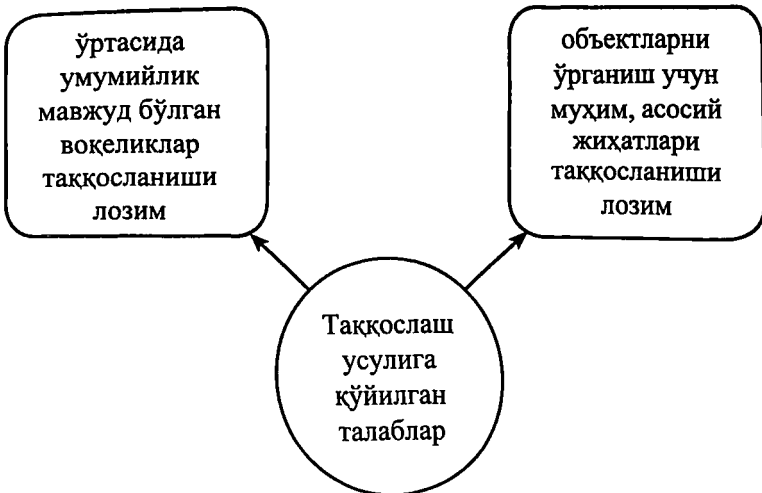 ўртасида
умумийлик
мавжуд бўлган
воқеликлар
таққосланиши
лозим
объектларни
ўрганиш учун
муҳим, асосий
жиҳатлари
таққосланиши
лозим
Таққослаш
усулига
қўйилган
талаблар